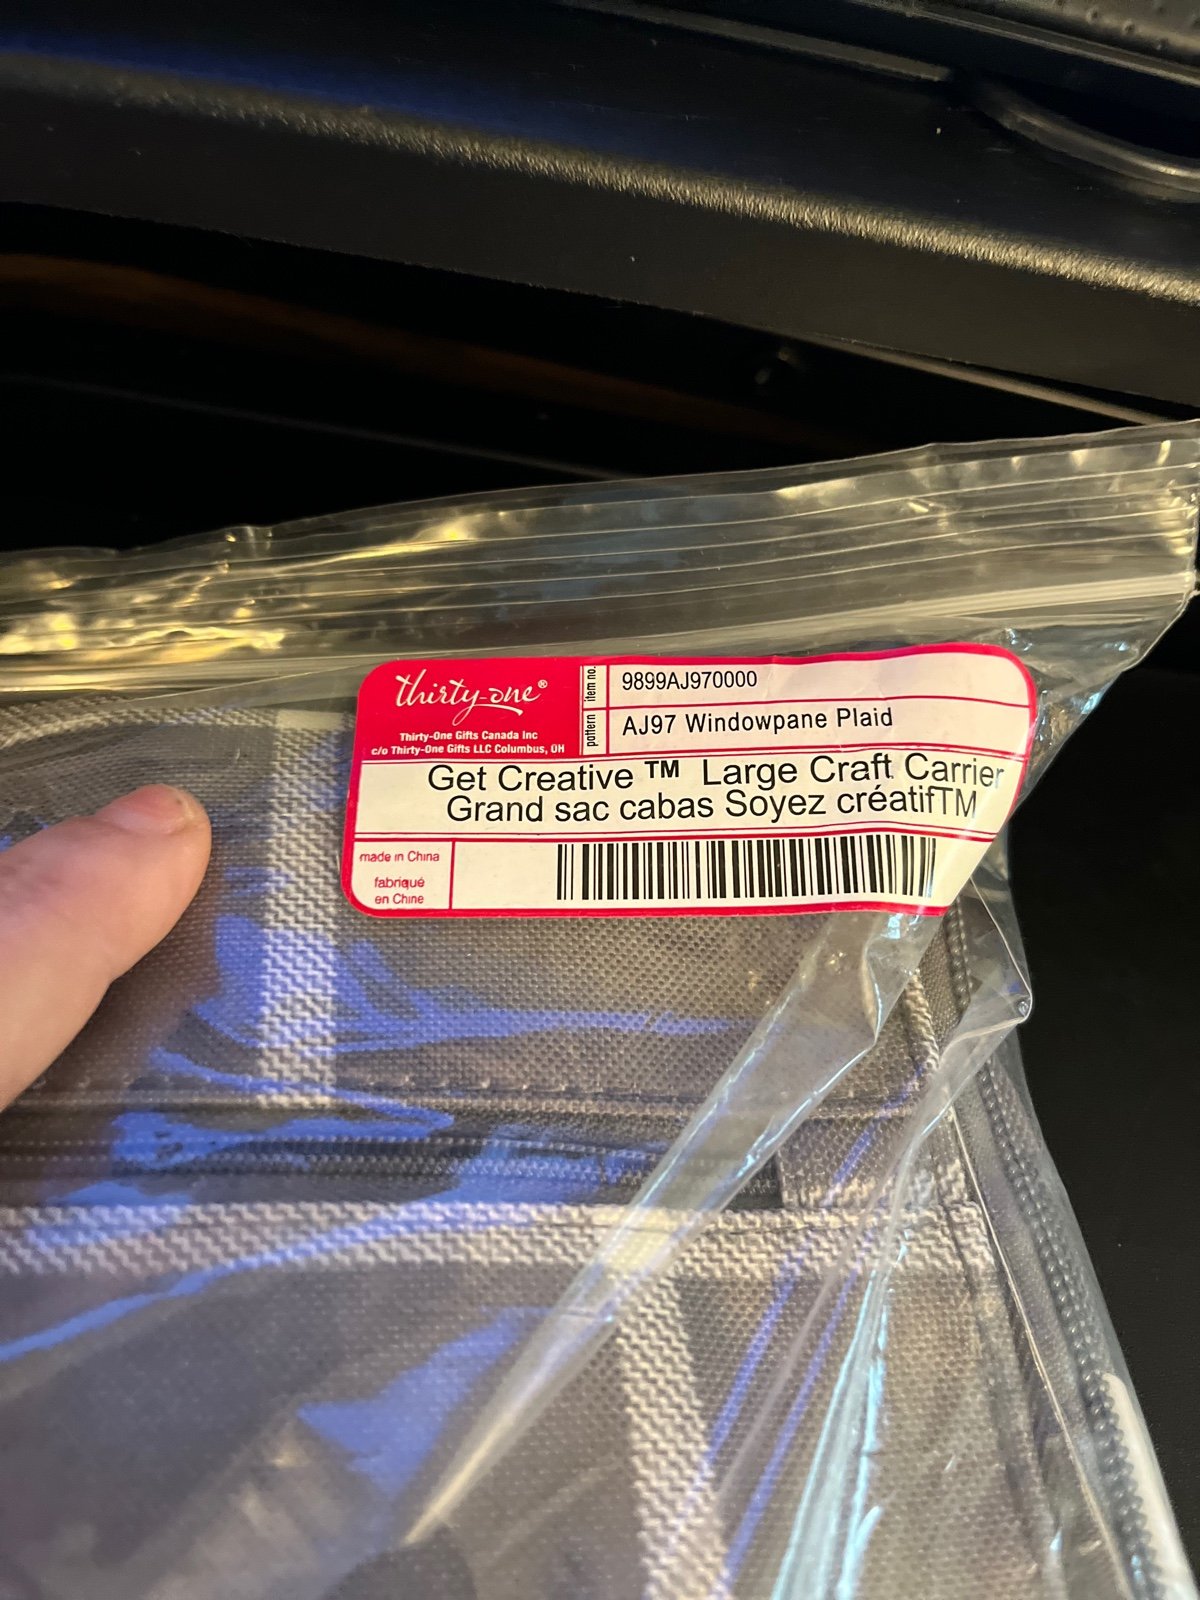 thirty-one®
Thirty-One Gifts Canada Inc
c/o Thirty-One Gifts LLC Columbus, OH
item no.
9899AJ970000
pattern
AJ97 Windowpane Plaid
Get Creative ™ Large Craft Carrier
Grand sac cabas Soyez créatifTM
made in China
fabriqué
en Chine